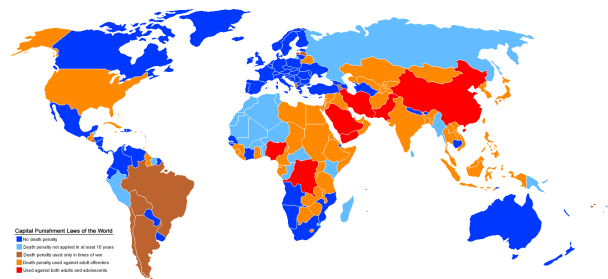 Capital Punishment Laws of the World
No death penalty
Death penalty not applied in at least 10 years
Death penalty used only in times of war
Death penalty used against adult offenders
Used against both adults and adolescents